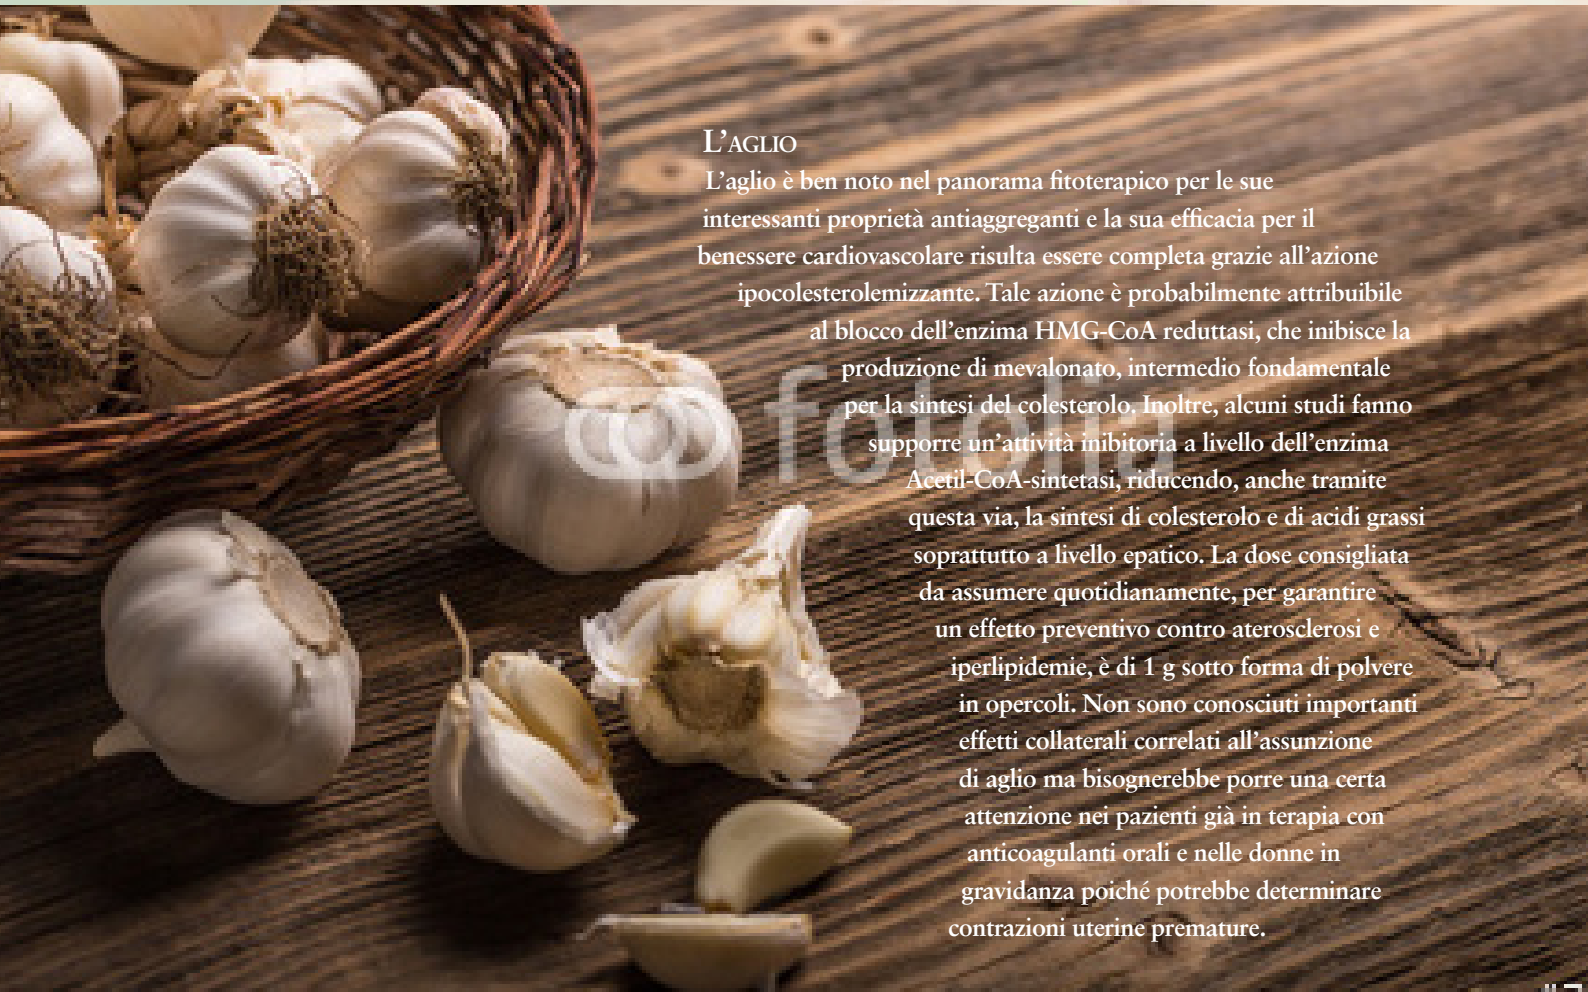 L'AGLIO
L'aglio è ben noto nel panorama fitoterapico per le sue
interessanti proprietà antiaggreganti e la sua efficacia per il
benessere cardiovascolare risulta essere completa grazie all'azione
ipocolesterolemizzante. Tale azione è probabilmente attribuibile
al blocco dell'enzima HMG-CoA reduttasi, che inibisce la
produzione di mevalonato, intermedio fondamentale
per la sintesi del colesterolo. Inoltre, alcuni studi fanno
supporre un'attività inibitoria a livello dell'enzima
Acetil-CoA-sintetasi, riducendo, anche tramite
questa via, la sintesi di colesterolo e di acidi grassi
soprattutto a livello epatico. La dose consigliata
da assumere quotidianamente, per garantire
un effetto preventivo contro aterosclerosi e
iperlipidemie, è di 1 g sotto forma di polvere
in opercoli. Non sono conosciuti importanti
effetti collaterali correlati all'assunzione
di aglio ma bisognerebbe porre una certa
attenzione nei pazienti già in terapia con
anticoagulanti orali e nelle donne in
gravidanza poiché potrebbe determinare
contrazioni uterine premature.
fotolia